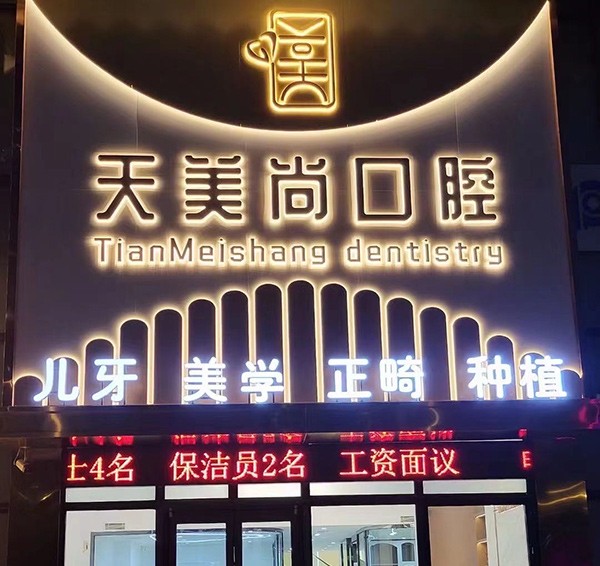 天美尚口腔
TianMeishang dentistry
儿牙 美学 正畸 种植
士4名 保洁员2名 工资面议